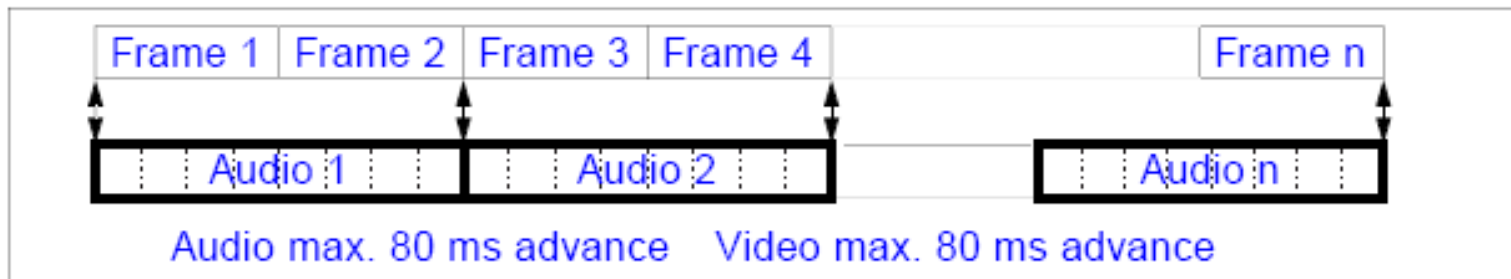 Frame 1 Frame 2 Frame 3 Frame 4 Frame n
Audio 1 Audio 2 Audio n
Audio max. 80 ms advance Video max. 80 ms advance